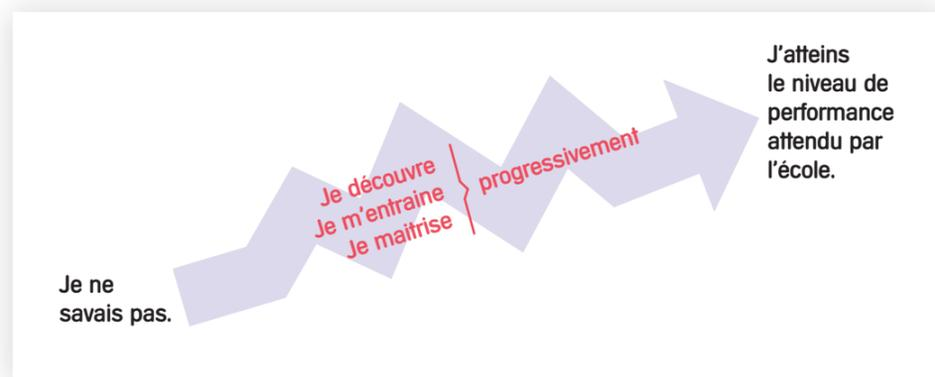 J’atteins
le niveau de
performance
attendu par
l’école.
Je découvre
Je m’entraine
Je maitrise
progressivement
Je ne
savais pas.